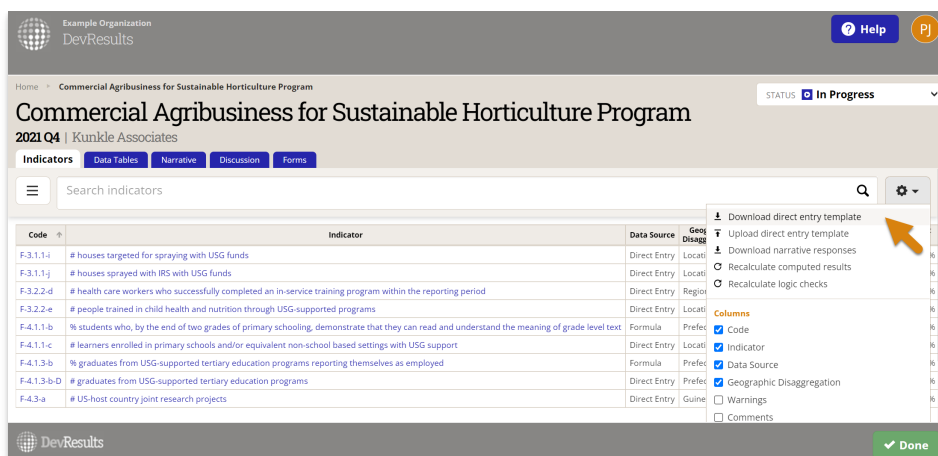 Example Organization
DevResults
Help
PJ
Home Commercial Agribusiness for Sustainable Horticulture Program
STATUS In Progress
Commercial Agribusiness for Sustainable Horticulture Program
2021 Q4 | Kunkle Associates
Indicators Data Tables Narrative Discussion Forms
Search indicators
Download direct entry template
Upload direct entry template
Download narrative responses
Recalculate computed results
Recalculate logic checks
Columns
Code
Indicator
Data Source
Geographic Disaggregation
Warnings
Comments
Code Indicator Data Source
F-3.1.1-i # houses targeted for spraying with USG funds Direct Entry
F-3.1.1-j # houses sprayed with IRS with USG funds Direct Entry
F-3.2.2-d # health care workers who successfully completed an in-service training program within the reporting period Direct Entry
F-3.2.2-e # people trained in child health and nutrition through USG-supported programs Direct Entry
F-4.1.1-b % students who, by the end of two grades of primary schooling, demonstrate that they can read and understand the meaning of grade level text Formula
F-4.1.1-c # learners enrolled in primary schools and/or equivalent non-school based settings with USG support Direct Entry
F-4.1.3-b % graduates from USG-supported tertiary education programs reporting themselves as employed Formula
F-4.1.3-b-D # graduates from USG-supported tertiary education programs Direct Entry
F-4.3-a # US-host country joint research projects Direct Entry
DevResults
Done